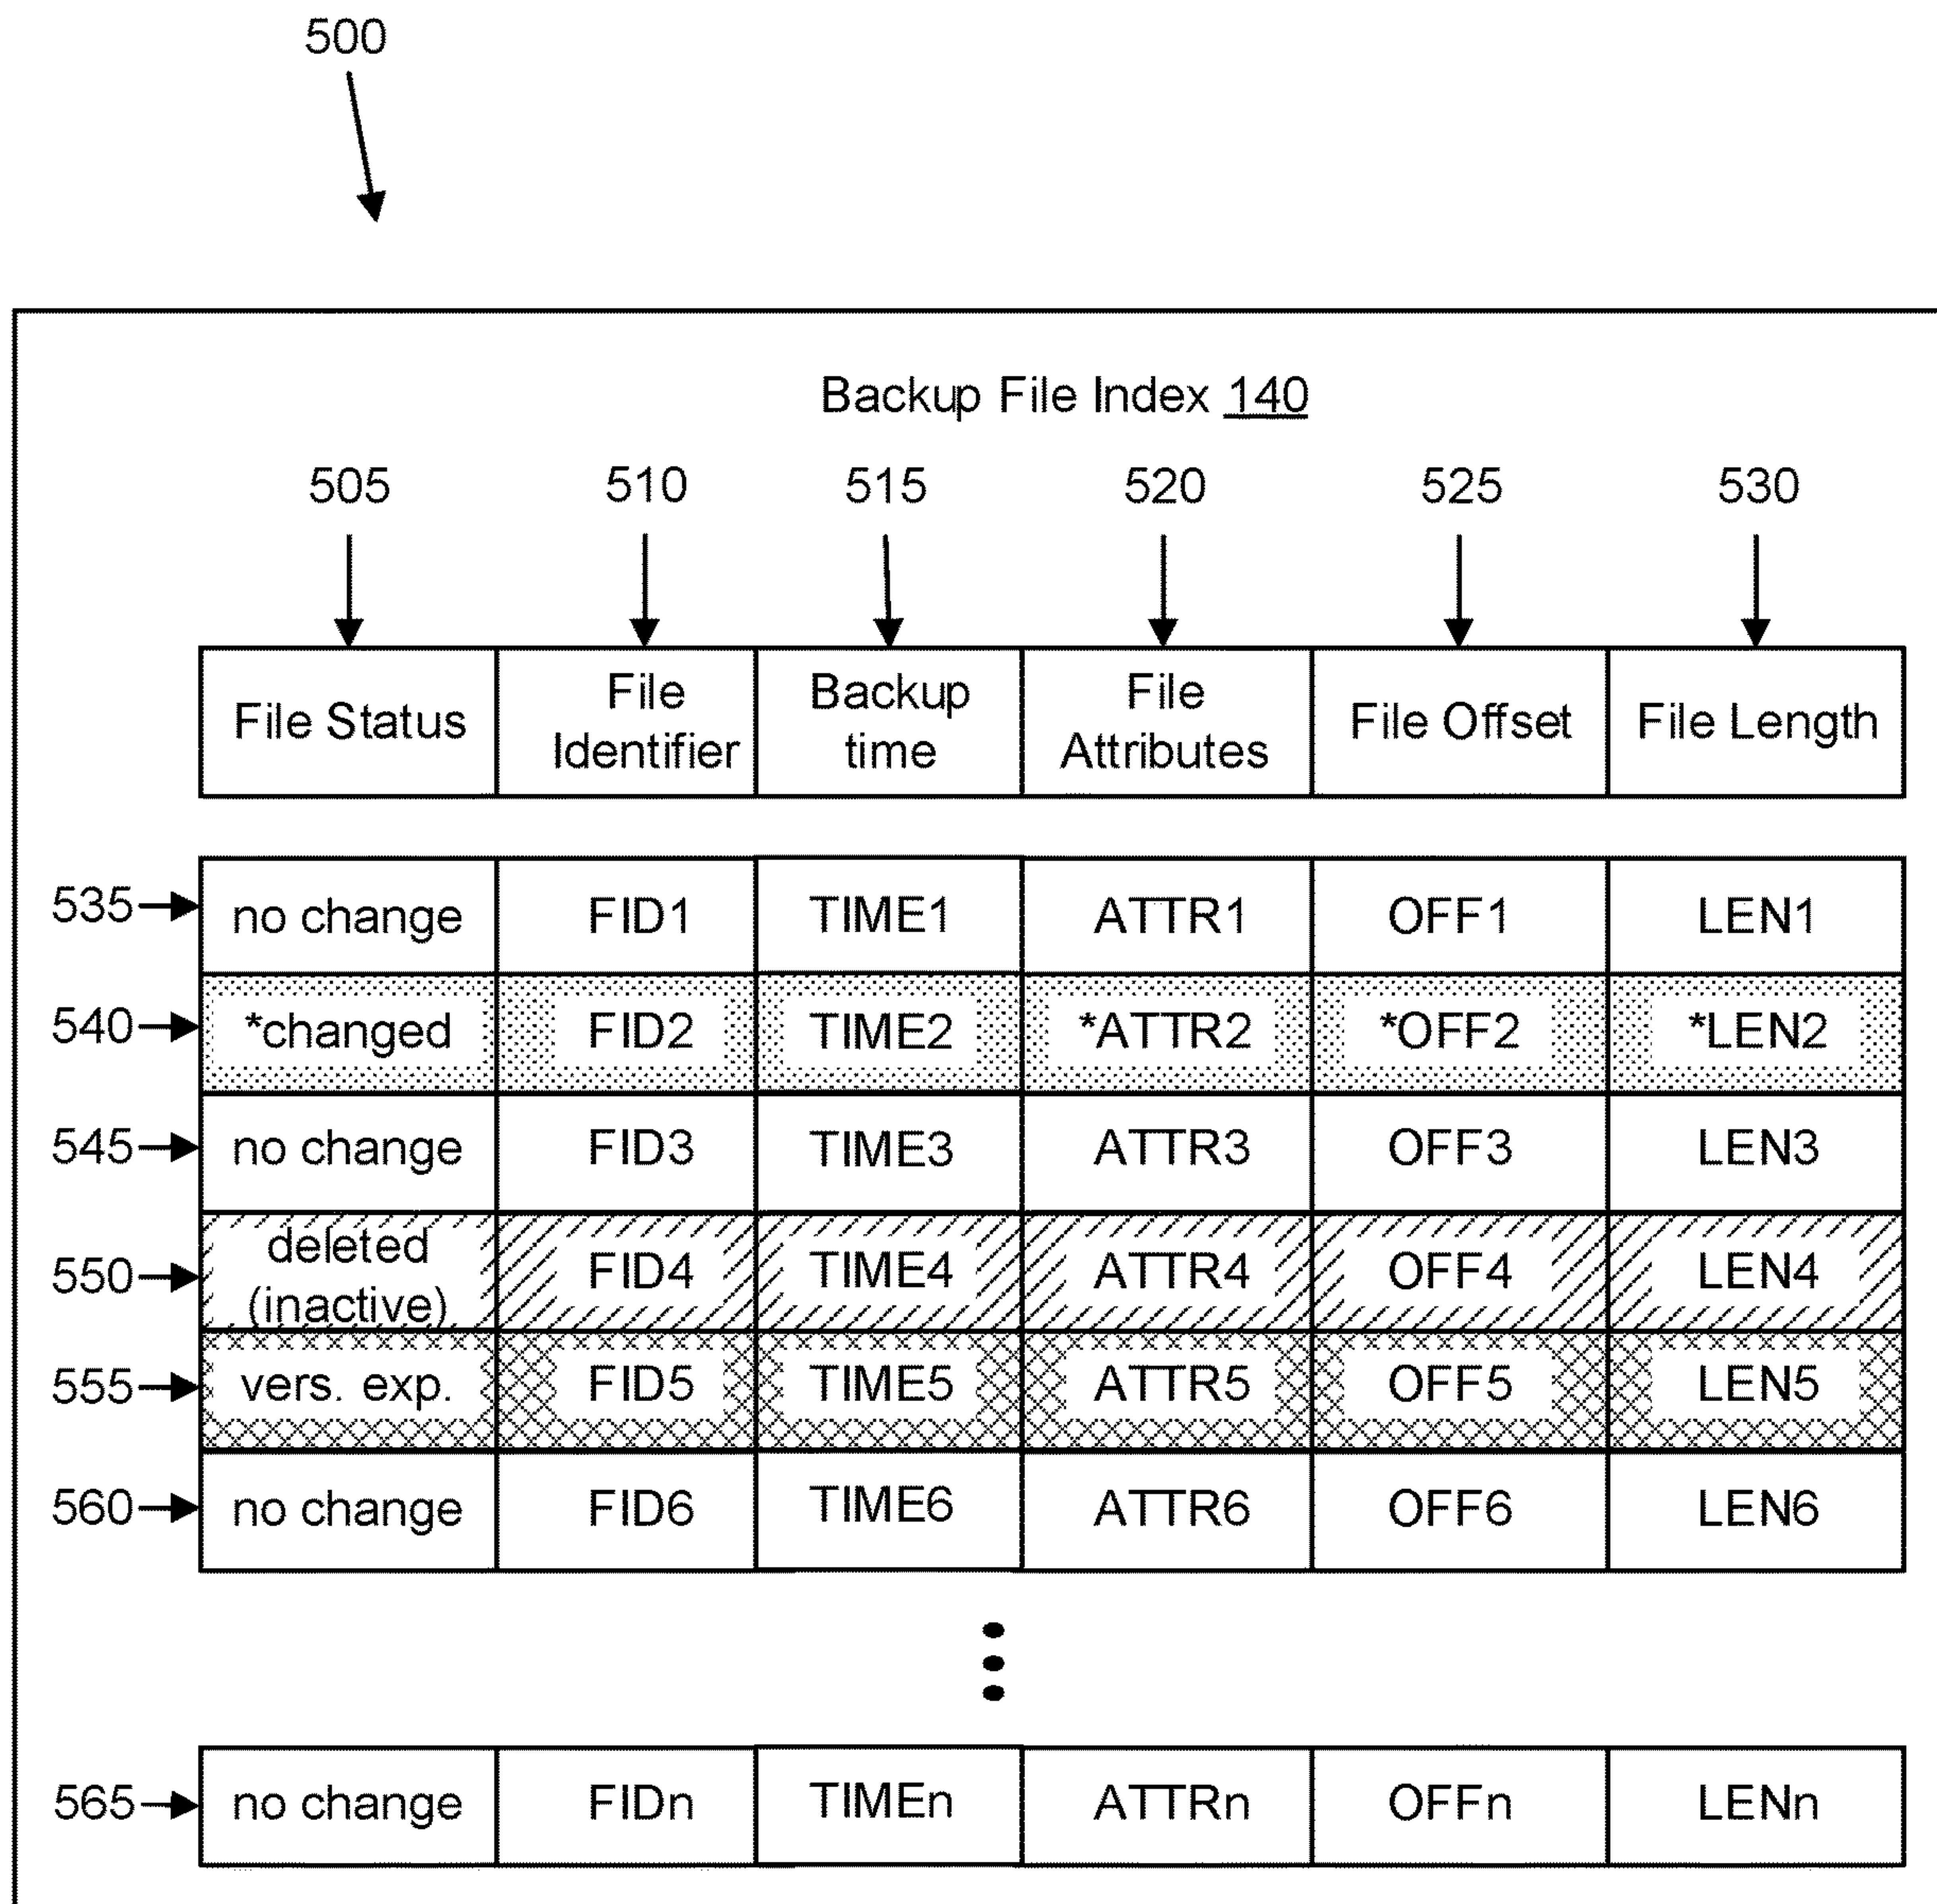 500
Backup File Index 140
505 510 515 520 525 530
File Status File Identifier Backup time File Attributes File Offset File Length
535 no change FID1 TIME1 ATTR1 OFF1 LEN1
540 *changed FID2 TIME2 *ATTR2 *OFF2 *LEN2
545 no change FID3 TIME3 ATTR3 OFF3 LEN3
550 deleted (inactive) FID4 TIME4 ATTR4 OFF4 LEN4
555 vers. exp. FID5 TIME5 ATTR5 OFF5 LEN5
560 no change FID6 TIME6 ATTR6 OFF6 LEN6
565 no change FIDn TIMEn ATTRn OFFn LENn